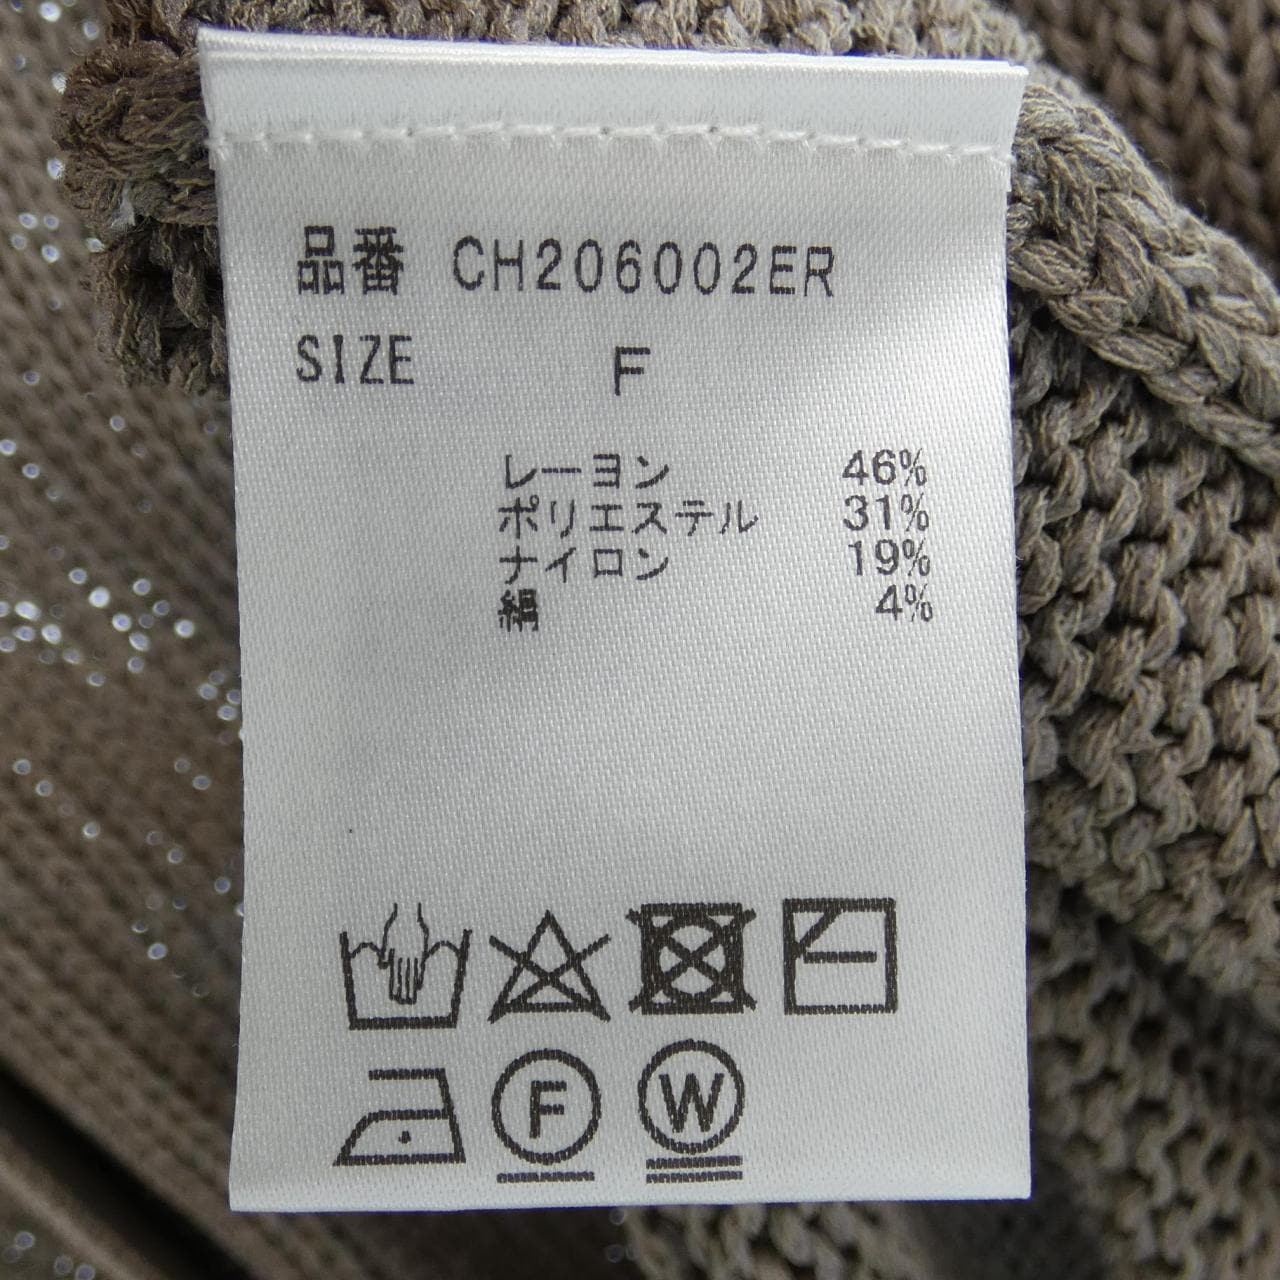 品番 CH206002ER
SIZE F
レーヨン 46%
ポリエステル 31%
ナイロン 19%
絹 4%
F W